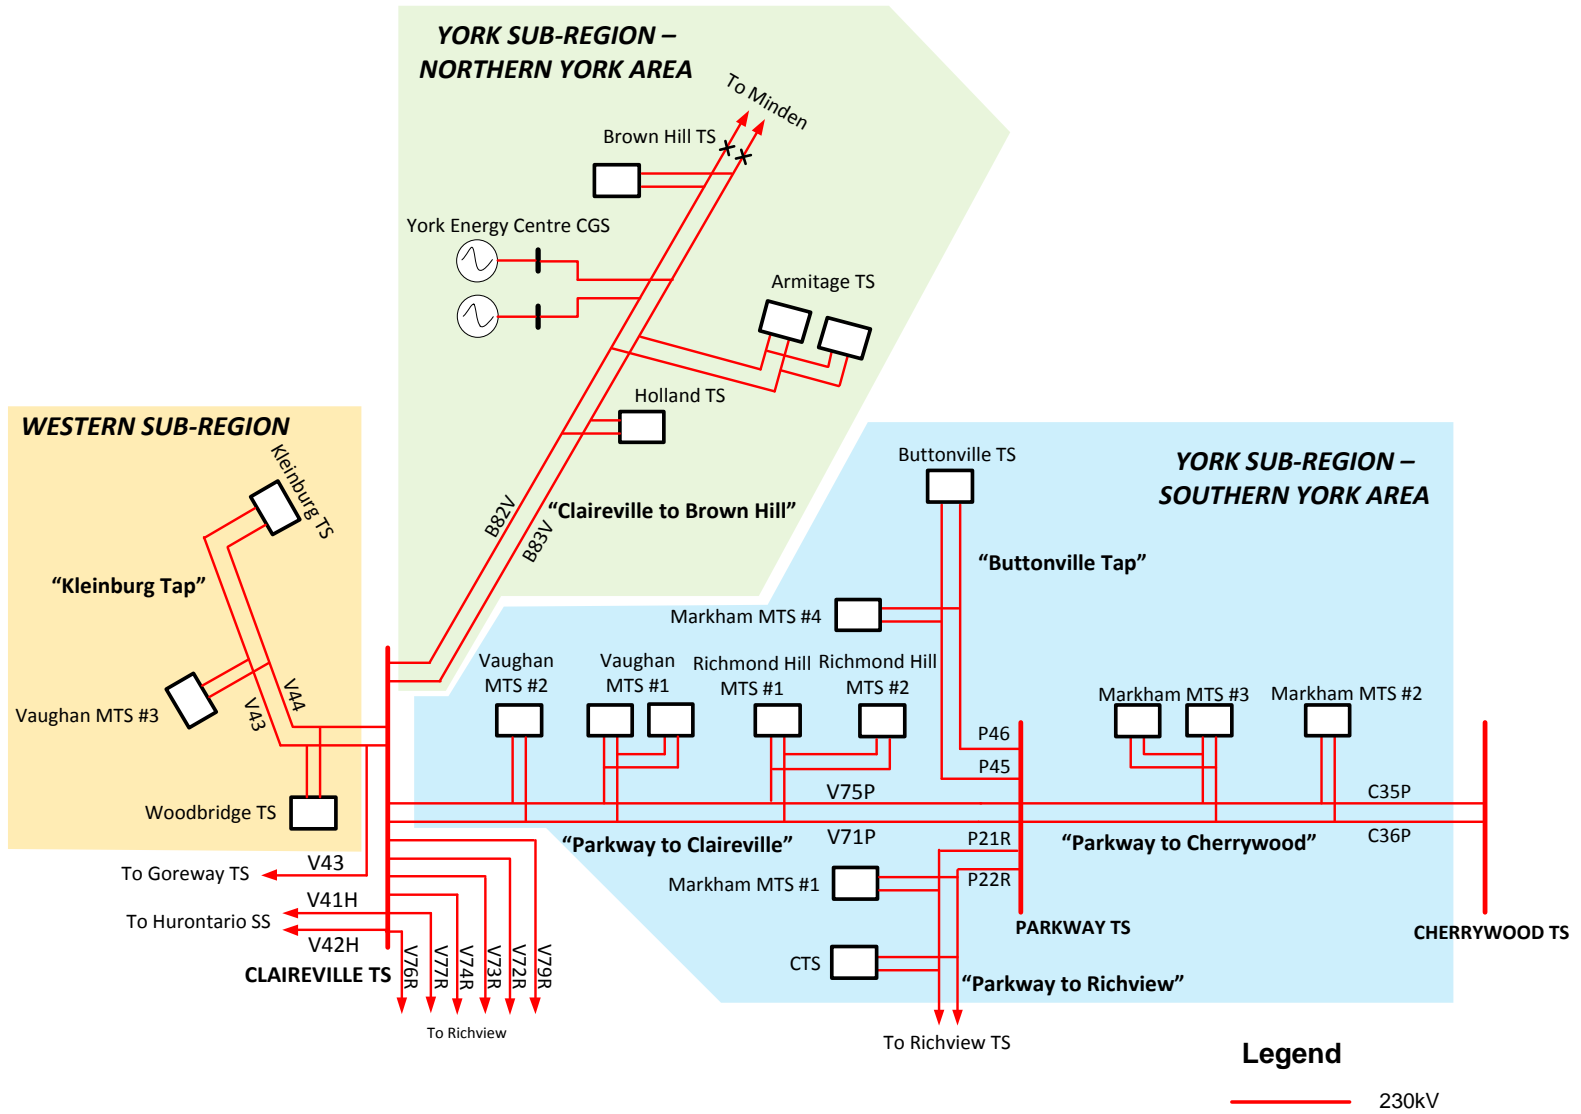 YORK SUB-REGION –
NORTHERN YORK AREA
To Minden
Brown Hill TS
York Energy Centre CGS
Armitage TS
Holland TS
B82V
B83V
“Claireville to Brown Hill”
WESTERN SUB-REGION
Kleinburg TS
“Kleinburg Tap”
Vaughan MTS #3
V44
V43
Woodbridge TS
YORK SUB-REGION –
SOUTHERN YORK AREA
Buttonville TS
“Buttonville Tap”
Markham MTS #4
Vaughan
MTS #2
Vaughan
MTS #1
Richmond Hill
MTS #1
Richmond Hill
MTS #2
P46
P45
Markham MTS #3
Markham MTS #2
V75P
C35P
“Parkway to Claireville”
V71P
P21R
“Parkway to Cherrywood”
C36P
Markham MTS #1
P22R
PARKWAY TS
CHERRYWOOD TS
CTS
“Parkway to Richview”
To Richview TS
To Goreway TS
V43
V41H
To Hurontario SS
V42H
CLAIREVILLE TS
V76R
V77R
V74R
V73R
V72R
V79R
To Richview
Legend
230kV